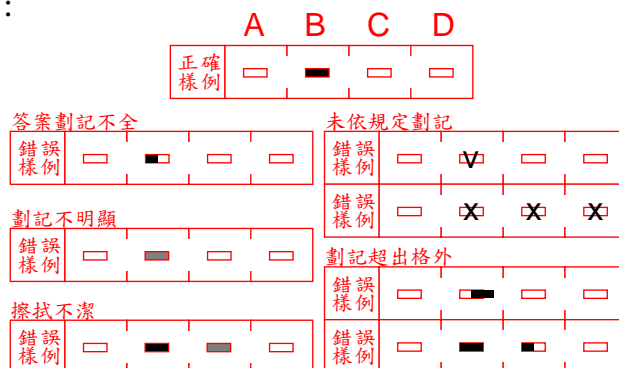 :
A B C D
正確樣例
答案劃記不全
錯誤樣例
劃記不明顯
錯誤樣例
擦拭不潔
錯誤樣例
未依規定劃記
錯誤樣例 V
錯誤樣例 X X X
劃記超出格外
錯誤樣例
錯誤樣例